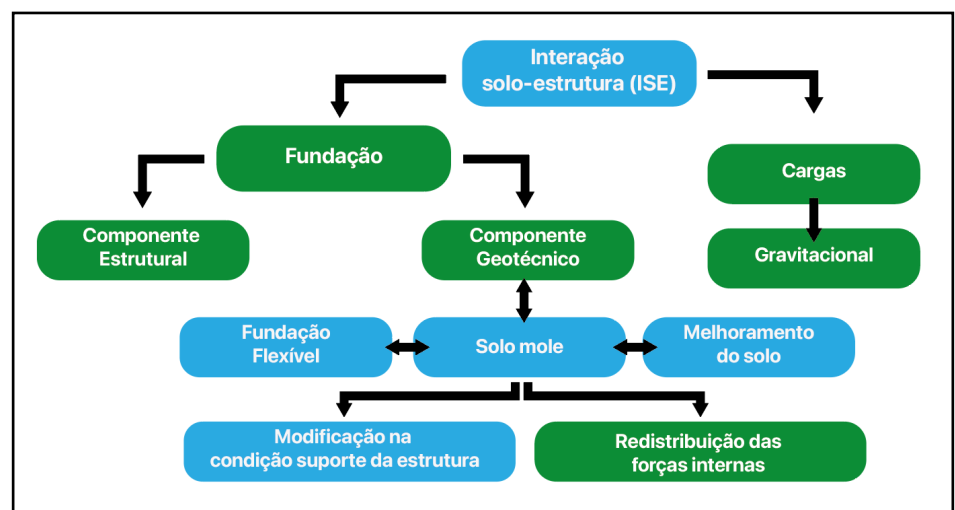 Interação
solo-estrutura (ISE)
Fundação
Cargas
Componente
Estrutural
Componente
Geotécnico
Gravitacional
Fundação
Flexível
Solo mole
Melhoramento
do solo
Modificação na
condição suporte da estrutura
Redistribuição das
forças internas